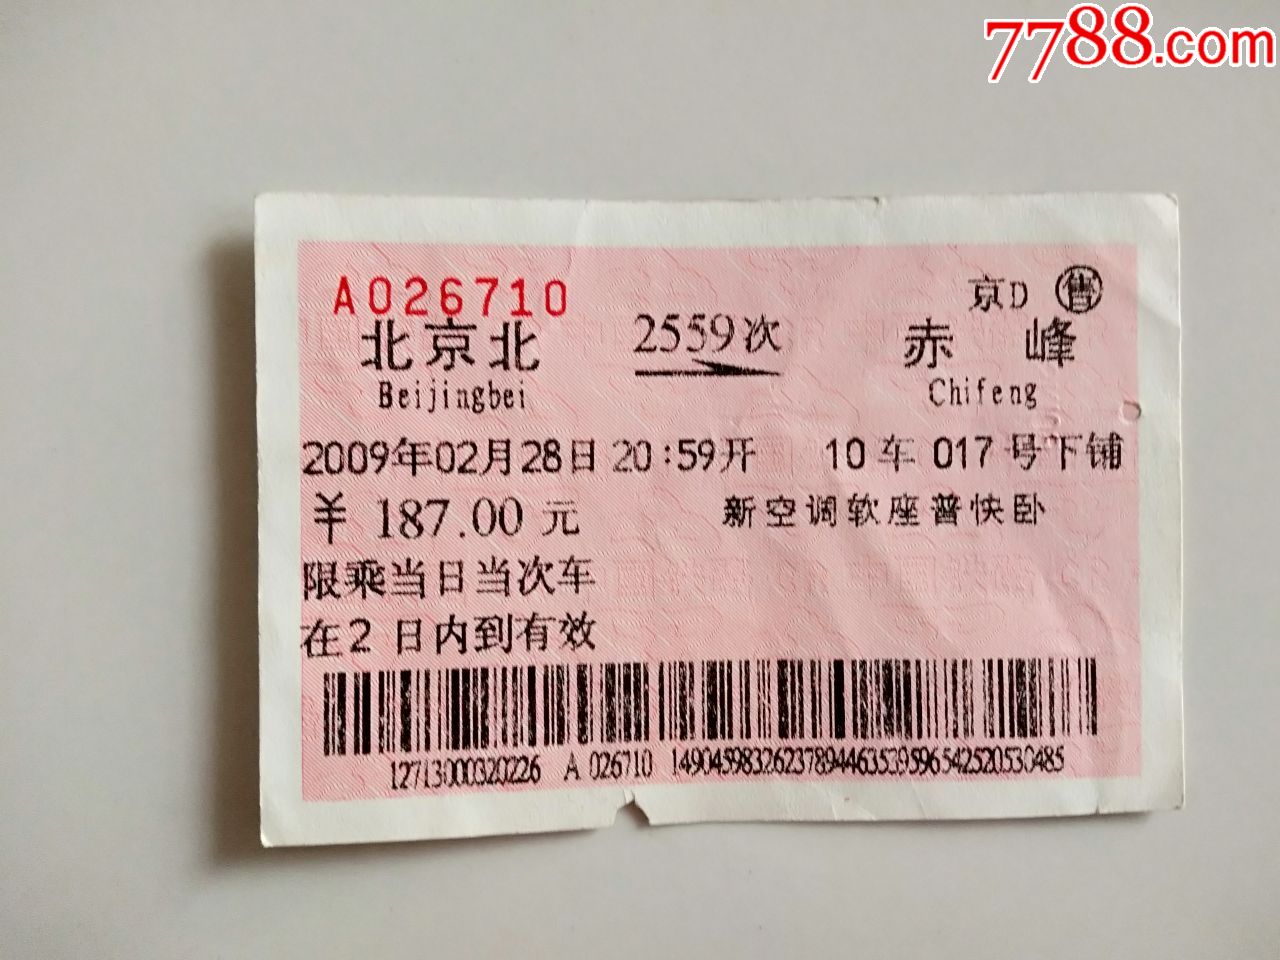 7788.com
A026710
京D 售
北京北 2559次 赤峰
Beijingbei Chifeng
2009年02月28日 20:59开 10车 017号下铺
¥ 187.00元 新空调软座普快卧
限乘当日当次车
在2日内到有效
12713000320226 A 026710 14904598326237894463539596542520530485